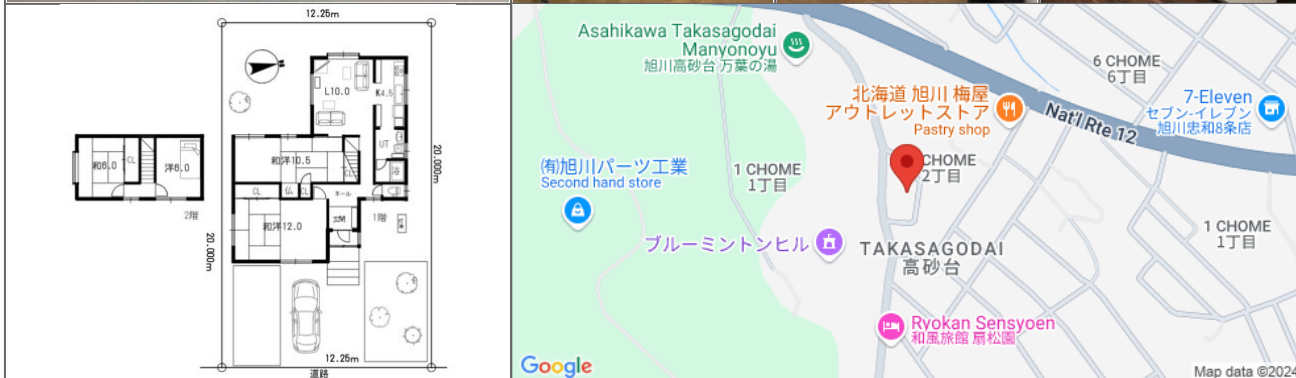 12.25m
L10.0
K4.5
UT
浴
和6.0
CL
洋6.0
2階
和洋10.5
CL
CL
仏
CL
ホール
玄関
1階
和洋12.0
20.000m
20.000m
12.25m
道路
Asahikawa Takasagodai
Manyonoyu
旭川高砂台 万葉の湯
北海道 旭川 梅屋
アウトレットストア
Pastry shop
6 CHOME
6丁目
7-Eleven
セブン-イレブン
旭川忠和8条店
Nat'l Rte 12
㈲旭川パーツ工業
Second hand store
1 CHOME
1丁目
CHOME
2丁目
1 CHOME
1丁目
ブルーミントンヒル
TAKASAGODAI
高砂台
Ryokan Sensyoen
和風旅館 扇松園
Google
Map data ©2024